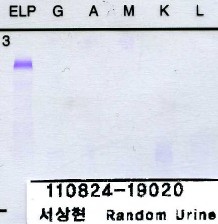 ELP G A M K L
3
110824-19020
서상현 Random Urine